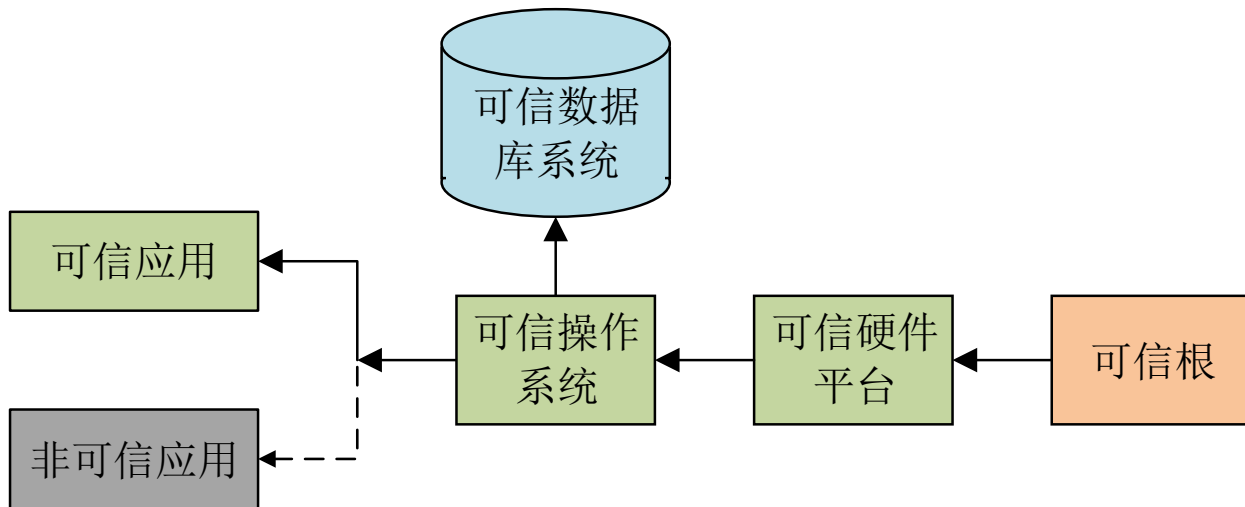 可信数据
库系统
可信应用
可信操作
系统
可信硬件
平台
可信根
非可信应用